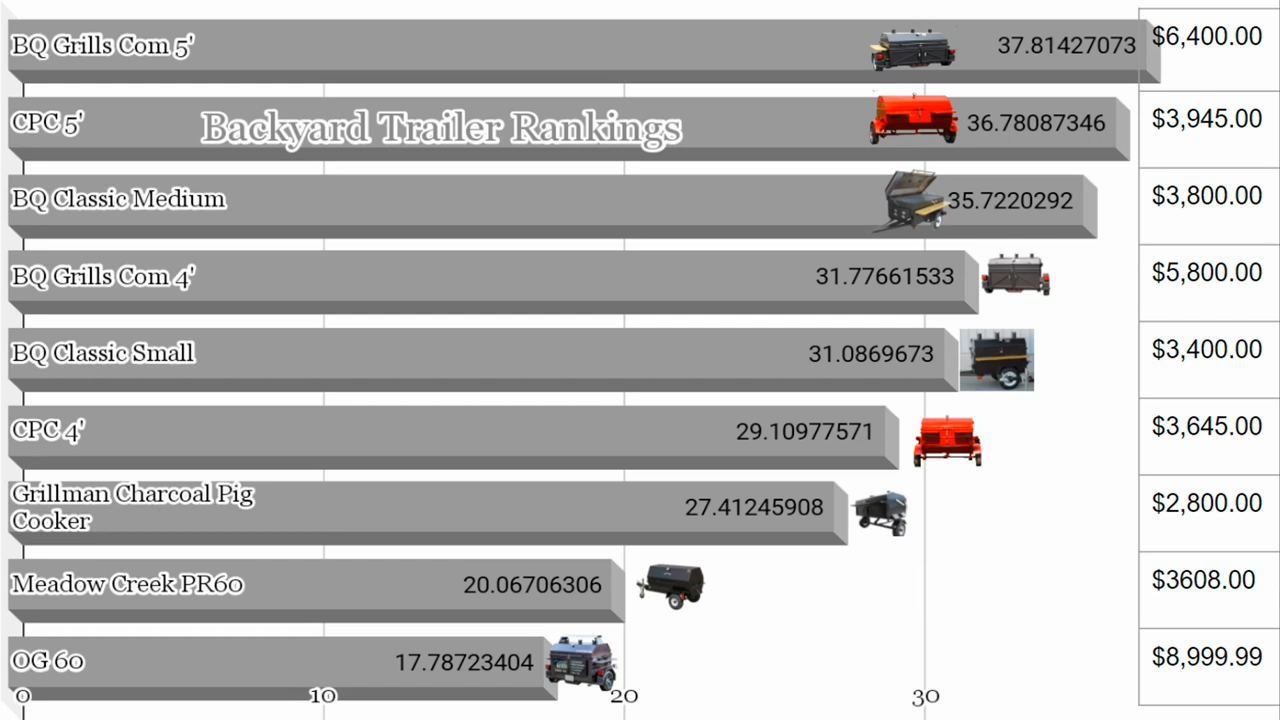 BQ Grills Com 5' 37.81427073 $6,400.00
CPC 5' 36.78087346 $3,945.00
Backyard Trailer Rankings
BQ Classic Medium 35.7220292 $3,800.00
BQ Grills Com 4' 31.77661533 $5,800.00
BQ Classic Small 31.0869673 $3,400.00
CPC 4' 29.10977571 $3,645.00
Grillman Charcoal Pig
Cooker 27.41245908 $2,800.00
Meadow Creek PR60 20.06706306 $3608.00
OG 60 17.78723404 $8,999.99
0 10 20 30